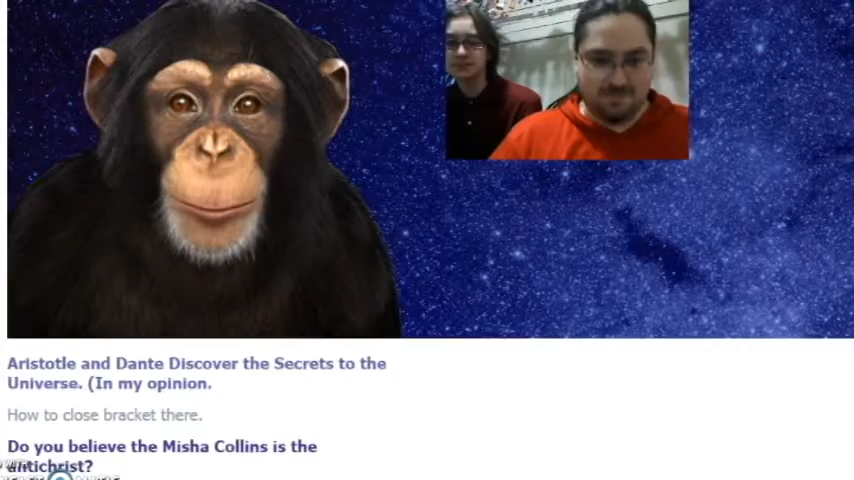 Aristotle and Dante Discover the Secrets to the
Universe. (In my opinion.
How to close bracket there.
Do you believe the Misha Collins is the
antichrist?